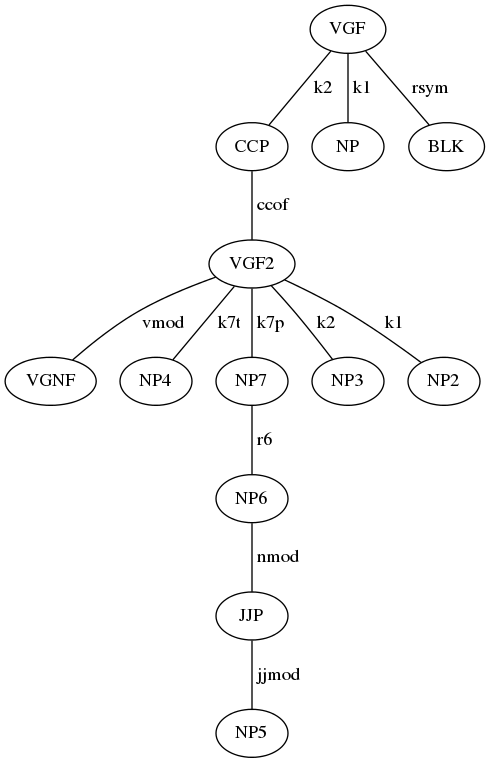 VGF
k2 k1 rsym
CCP NP BLK
ccof
VGF2
vmod k7t k7p k2 k1
VGNF NP4 NP7 NP3 NP2
r6
NP6
nmod
JJP
jjmod
NP5